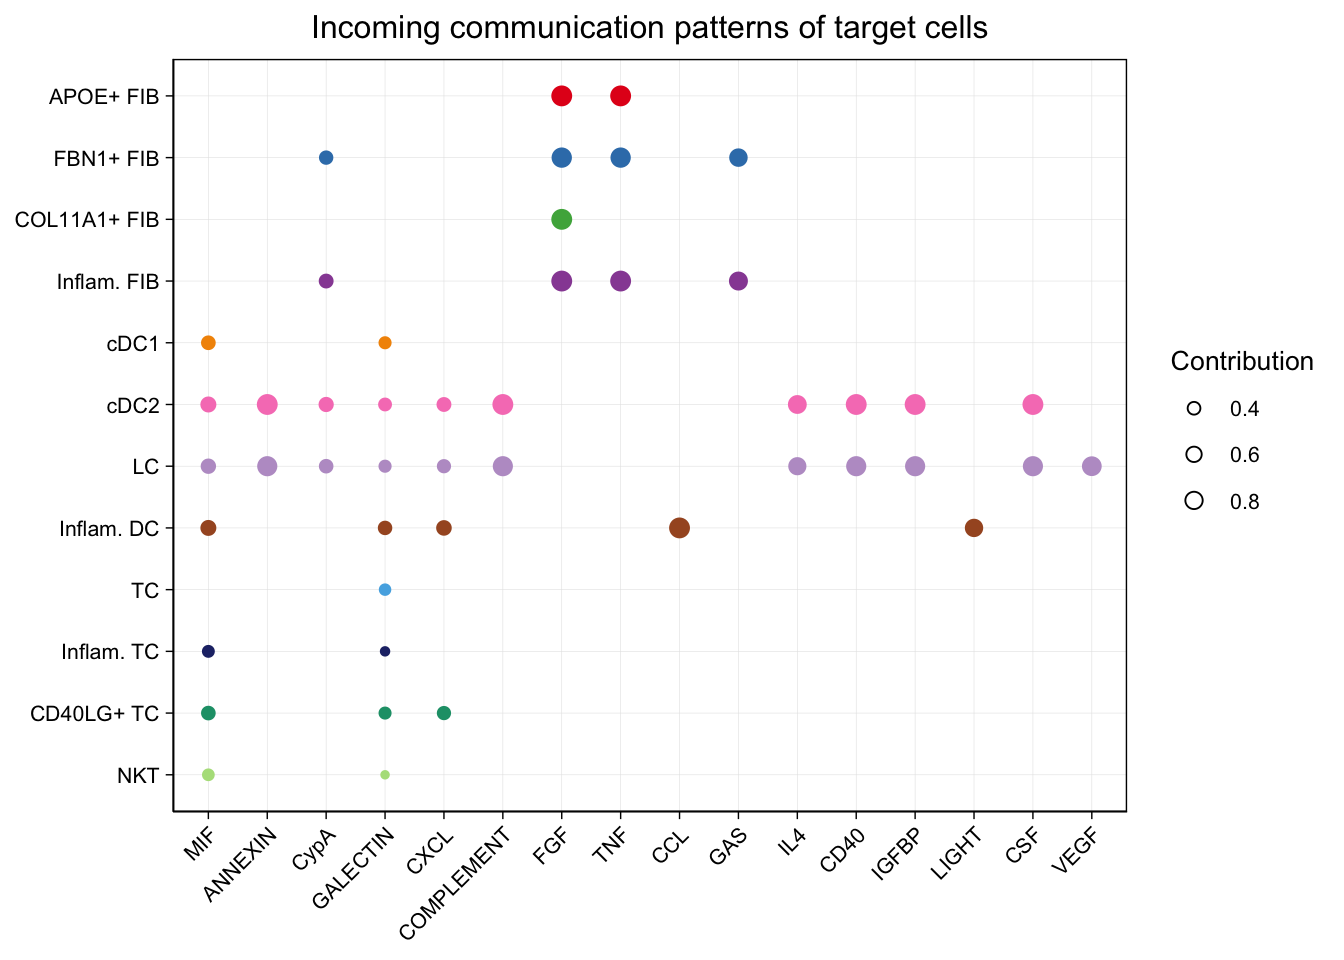 Incoming communication patterns of target cells
APOE+ FIB
FBN1+ FIB
COL11A1+ FIB
Inflam. FIB
cDC1
cDC2
LC
Inflam. DC
TC
Inflam. TC
CD40LG+ TC
NKT
MIF
ANNEXIN
CypA
GALECTIN
CXCL
COMPLEMENT
FGF
TNF
CCL
GAS
IL4
CD40
IGFBP
LIGHT
CSF
VEGF
Contribution
0.4
0.6
0.8